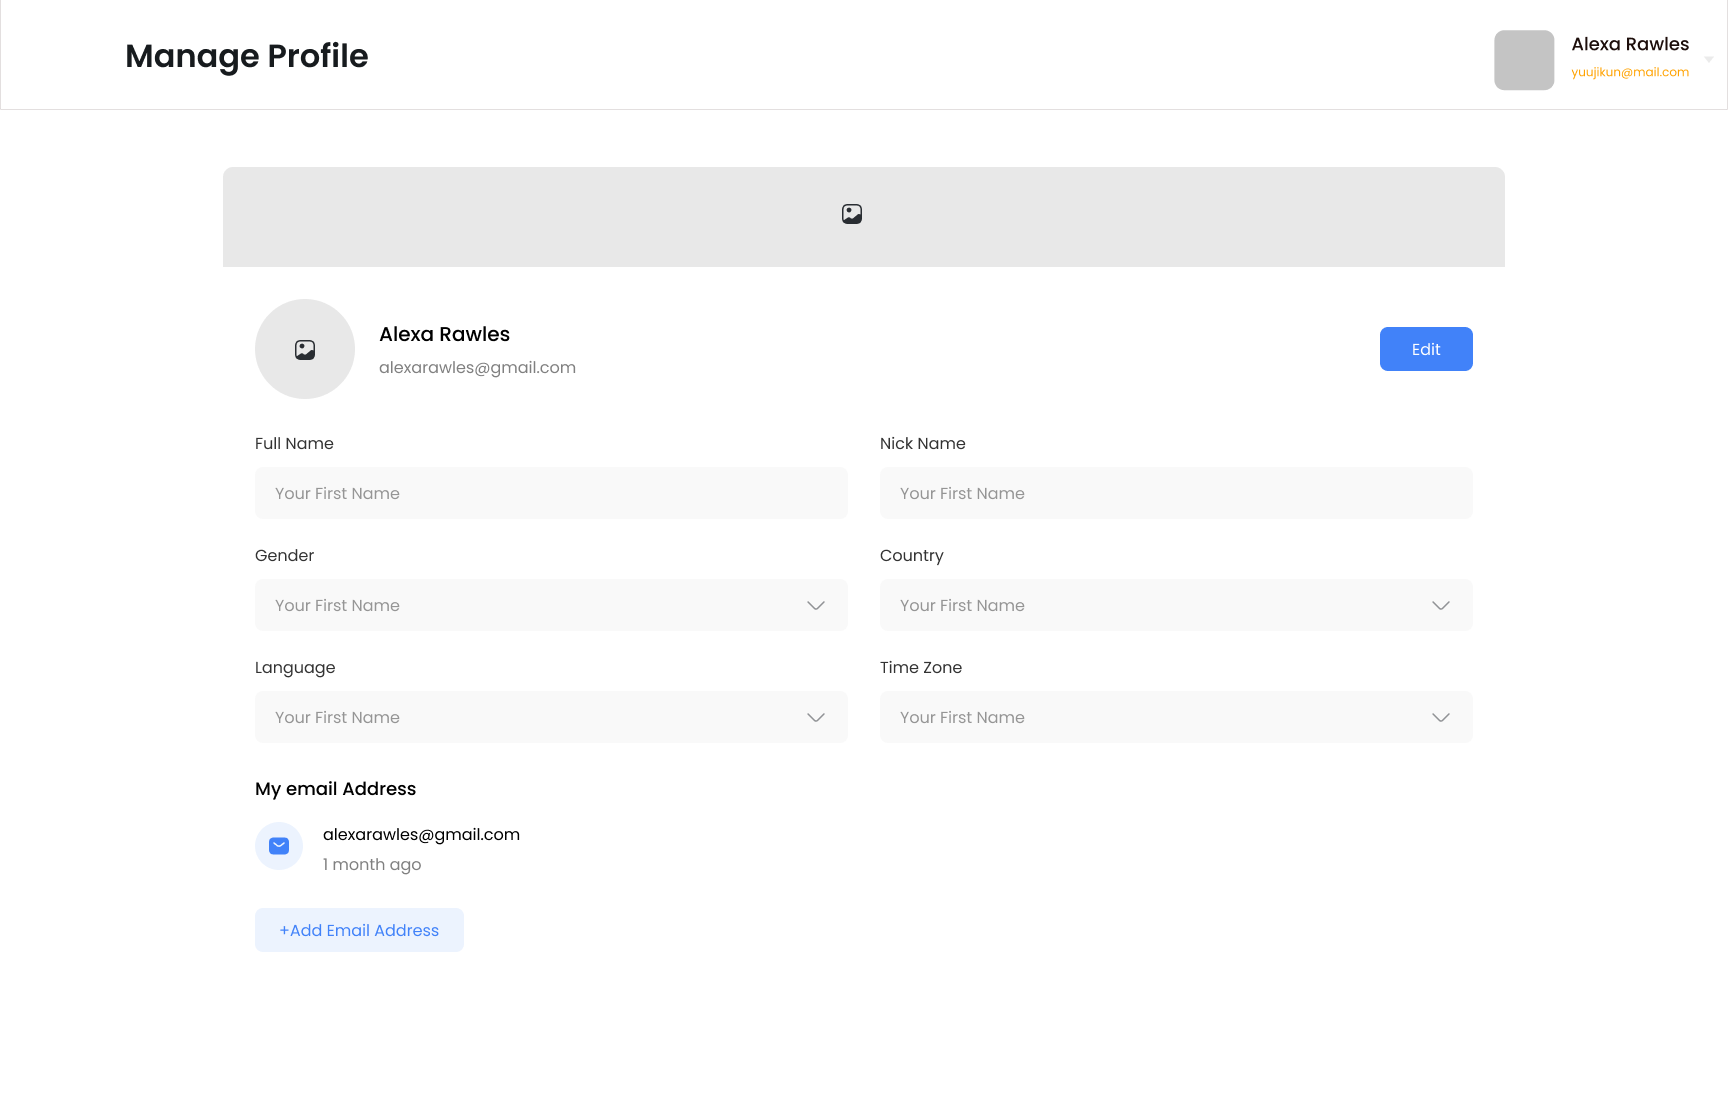 Manage Profile
Alexa Rawles
yuujikun@mail.com
Alexa Rawles
alexarawles@gmail.com
Edit
Full Name
Nick Name
Your First Name
Your First Name
Gender
Country
Your First Name
Your First Name
Language
Time Zone
Your First Name
Your First Name
My email Address
alexarawles@gmail.com
1 month ago
+Add Email Address